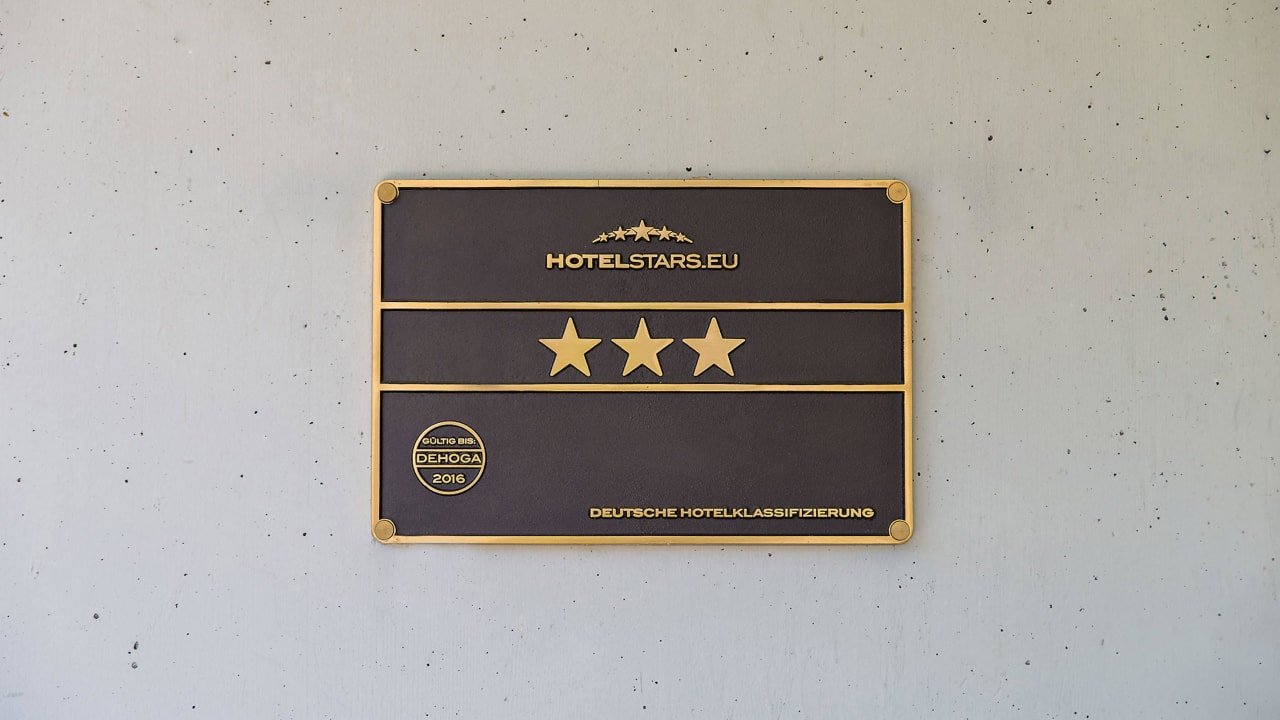 HOTELSTARS.EU
GÜLTIG BIS:
DEHOGA
2016
DEUTSCHE HOTELKLASSIFIZIERUNG